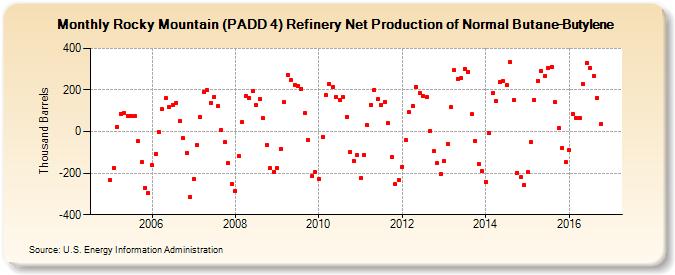 Monthly Rocky Mountain (PADD 4) Refinery Net Production of Normal Butane-Butylene
Thousand Barrels
400
200
0
-200
-400
2006 2008 2010 2012 2014 2016
Source: U.S. Energy Information Administration